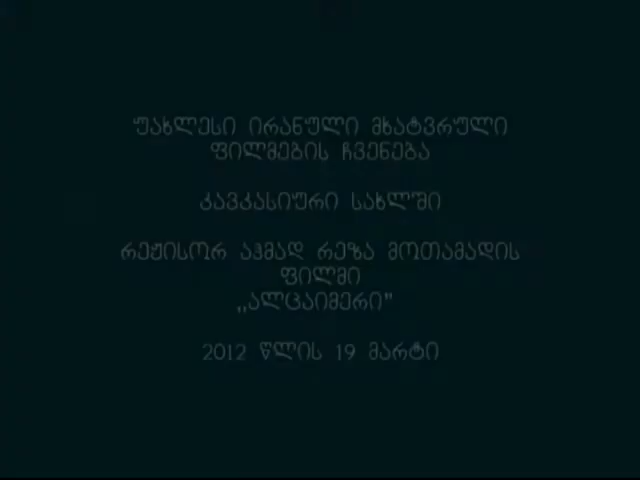 უახლესი ირანული მხატვრული
ფილმების ჩვენება
კავკასიური სახლში
რეჟისორ აჰმად რეზა მოთამადის
ფილმი
„ალცაიმერი"
2012 წლის 19 მარტი